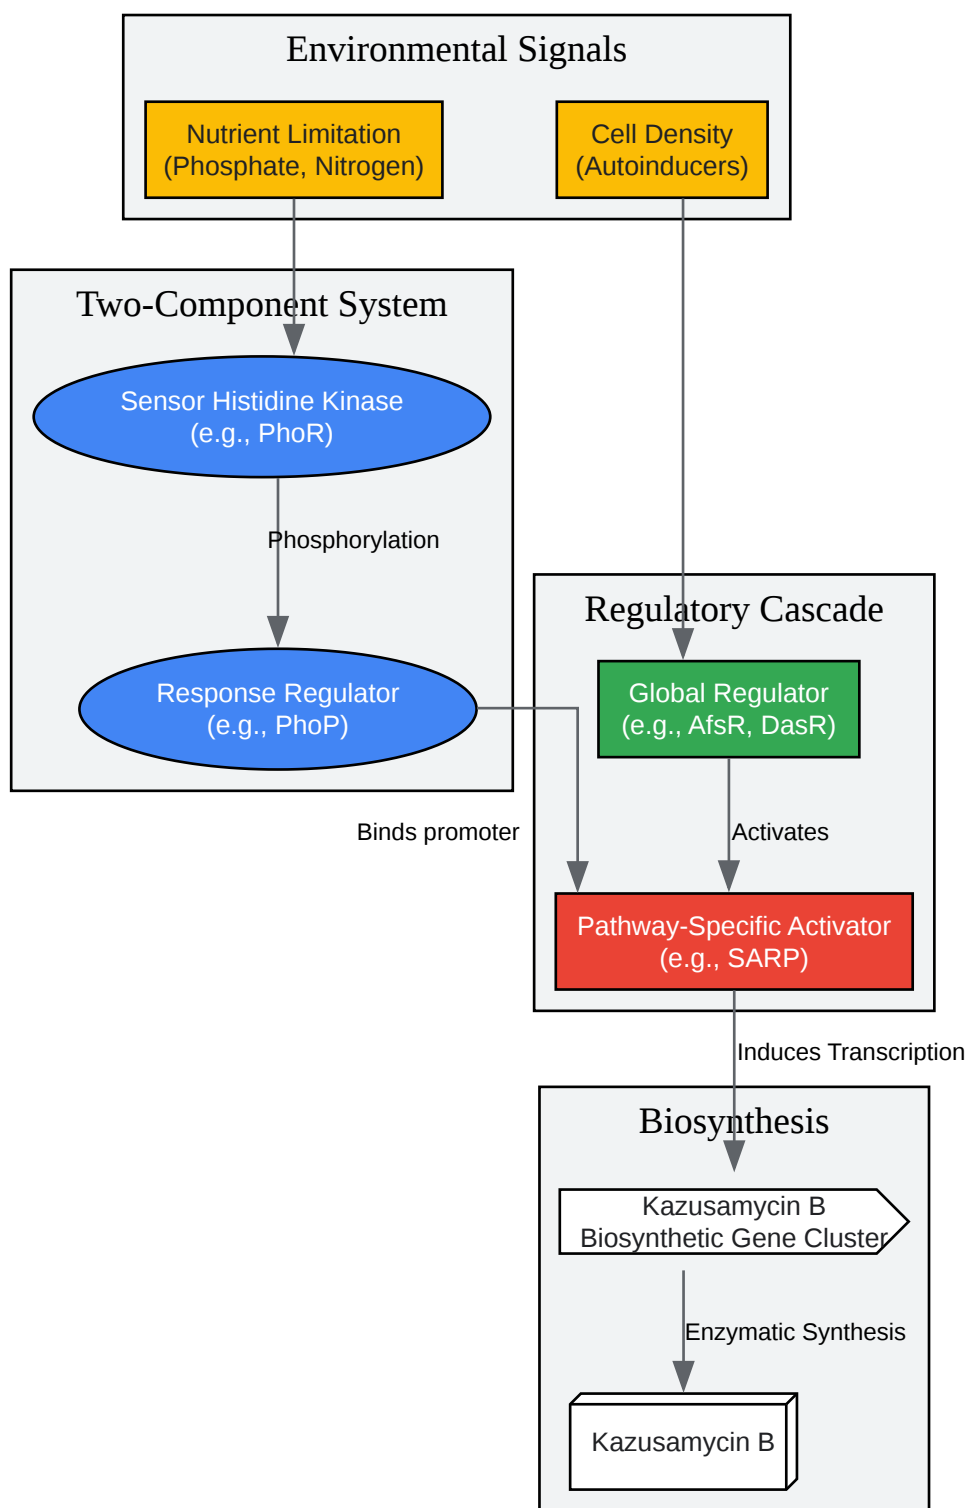 Environmental Signals
Nutrient Limitation
(Phosphate, Nitrogen)
Cell Density
(Autoinducers)
Two-Component System
Sensor Histidine Kinase
(e.g., PhoR)
Phosphorylation
Response Regulator
(e.g., PhoP)
Regulatory Cascade
Global Regulator
(e.g., AfsR, DasR)
Binds promoter
Activates
Pathway-Specific Activator
(e.g., SARP)
Induces Transcription
Biosynthesis
Kazusamycin B
Biosynthetic Gene Cluster
Enzymatic Synthesis
Kazusamycin B